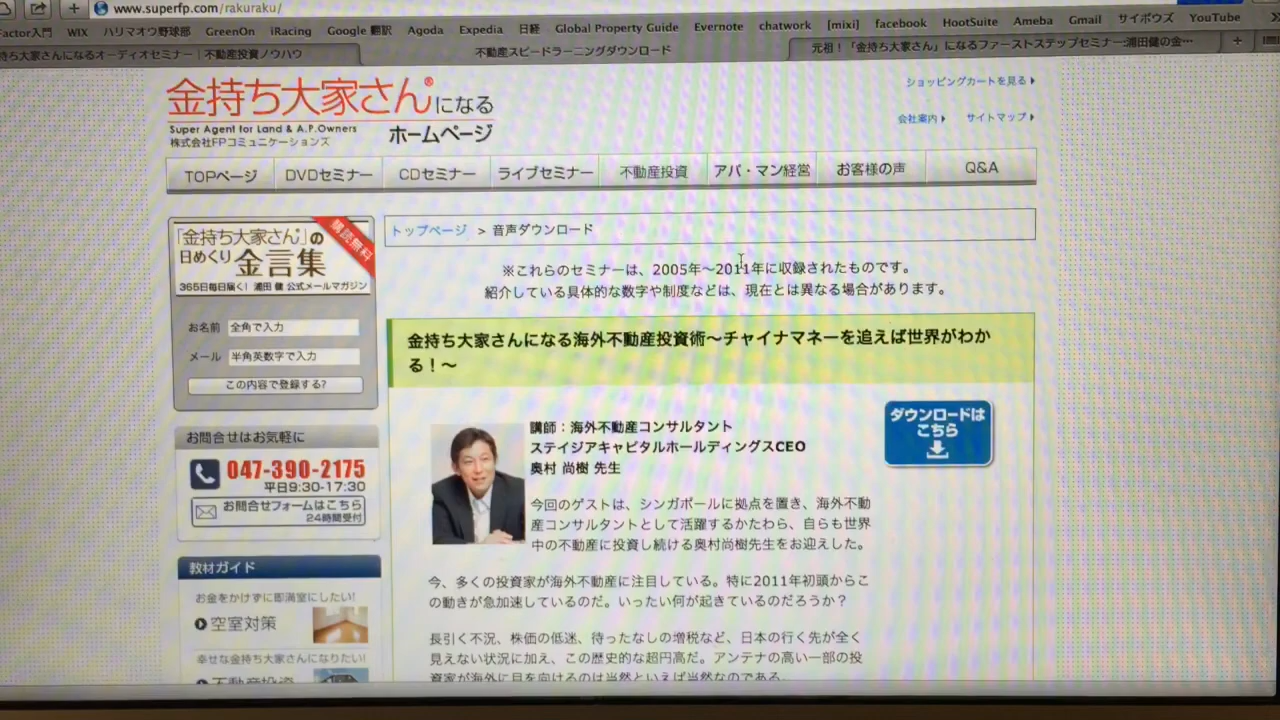 www.superfp.com/rakuraku/
Factor入門 WIX ハリマオウ野球部 GreenOn iRacing Google 翻訳 Agoda Expedia 日経 Global Property Guide Evernote chatwork [mixi] facebook HootSuite Ameba Gmail サイボウズ YouTube
持ち大家さんになるオーディオセミナー | 不動産投資ノウハウ 不動産スピードラーニングダウンロード 元祖！「金持ち大家さん」になるファーストステップセミナー:浦田健の金…
金持ち大家さん®になる
Super Agent for Land & A.P.Owners
株式会社FPコミュニケーションズ
ホームページ
ショッピングカートを見る
会社案内 サイトマップ
TOPページ DVDセミナー CDセミナー ライブセミナー 不動産投資 アパ・マン経営 お客様の声 Q&A
「金持ち大家さん」の
日めくり 金言集
購読無料
365日毎日届く! 浦田 健 公式メールマガジン
お名前 全角で入力
メール 半角英数字で入力
この内容で登録する?
お問合せはお気軽に
047-390-2175
平日9:30-17:30
お問合せフォームはこちら
24時間受付
教材ガイド
お金をかけずに即満室にしたい!
空室対策
幸せな金持ち大家さんになりたい!
不動産投資
トップページ > 音声ダウンロード
※これらのセミナーは、2005年～2011年に収録されたものです。
紹介している具体的な数字や制度などは、現在とは異なる場合があります。
金持ち大家さんになる海外不動産投資術～チャイナマネーを追えば世界がわか
る！～
ダウンロードは
こちら
講師：海外不動産コンサルタント
ステイジアキャピタルホールディングスCEO
奥村 尚樹 先生
今回のゲストは、シンガポールに拠点を置き、海外不動
産コンサルタントとして活躍するかたわら、自らも世界
中の不動産に投資し続ける奥村尚樹先生をお迎えした。
今、多くの投資家が海外不動産に注目している。特に2011年初頭からこ
の動きが急加速しているのだ。いったい何が起きているのだろうか？
長引く不況、株価の低迷、待ったなしの増税など、日本の行く先が全く
見えない状況に加え、この歴史的な超円高だ。アンテナの高い一部の投
資家が海外に目を向けるのは当然といえば当然なのである。